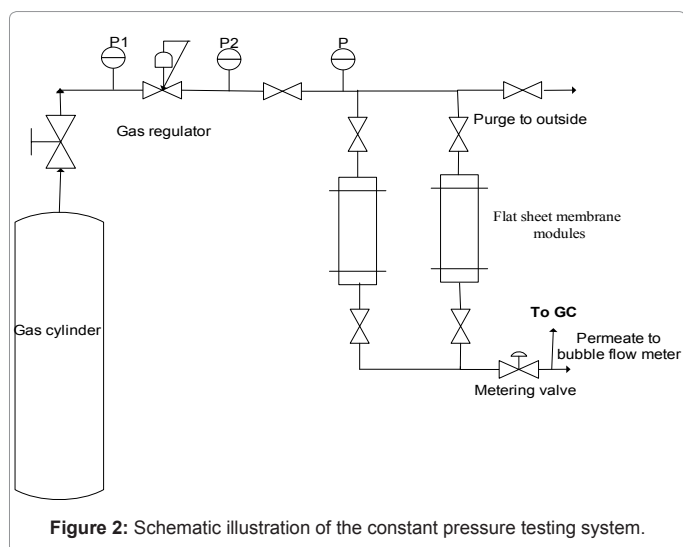 P1
P2
P
Gas regulator
Purge to outside
Flat sheet membrane
modules
Gas cylinder
To GC
Permeate to
bubble flow meter
Metering valve
Figure 2: Schematic illustration of the constant pressure testing system.